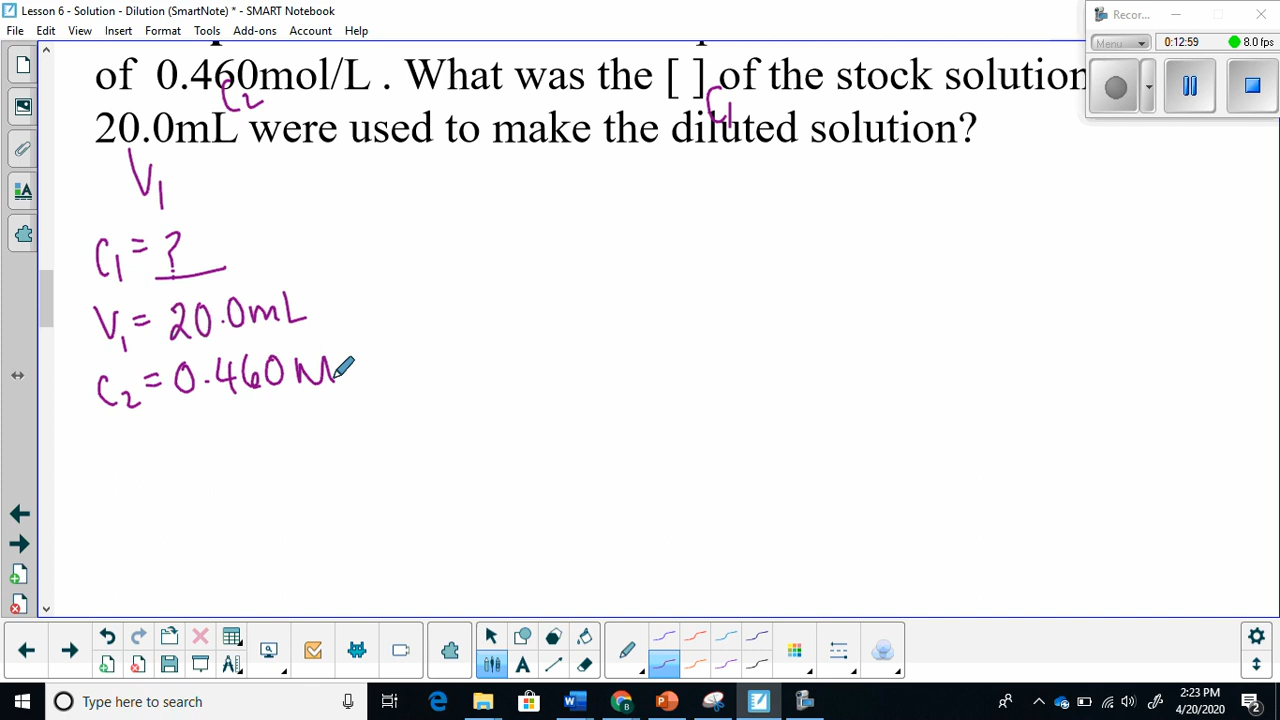 Lesson 6 - Solution - Dilution (SmartNote) * - SMART Notebook
File Edit View Insert Format Tools Add-ons Account Help
Recor...
Menu
0:12:59
8.0 fps
of 0.460mol/L . What was the [ ] of the stock solution
C2
C1
20.0mL were used to make the diluted solution?
V1
C1 = ?
V1 = 20.0mL
C2 = 0.460 M
Type here to search
2:23 PM
4/20/2020
2